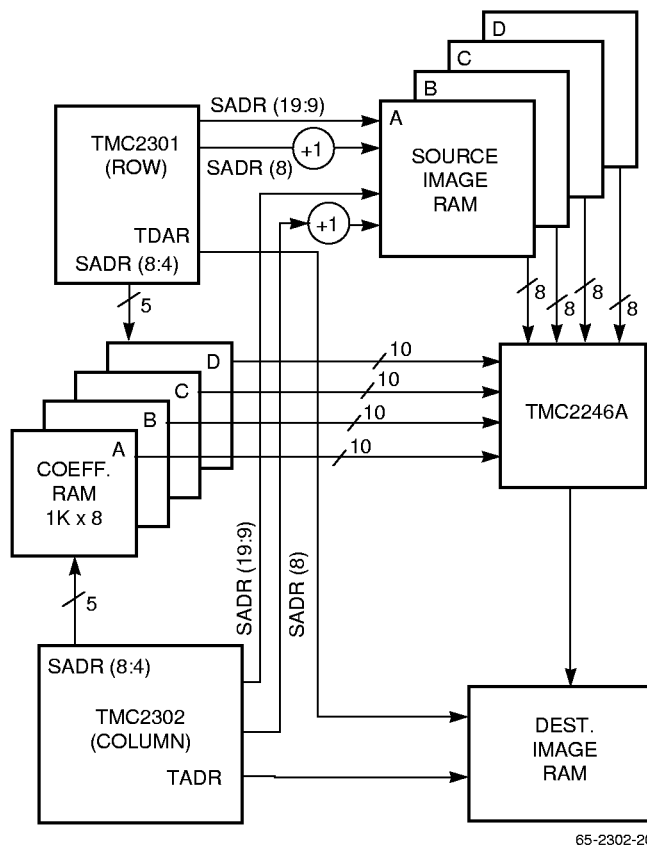 D
C
B
A
SOURCE
IMAGE
RAM
SADR (19:9)
+1
SADR (8)
+1
TMC2301
(ROW)
TDAR
SADR (8:4)
5
8
8
8
8
D
C
B
A
COEFF.
RAM
1K x 8
10
10
10
10
TMC2246A
5
SADR (19:9)
SADR (8)
SADR (8:4)
TMC2302
(COLUMN)
TADR
DEST.
IMAGE
RAM
65-2302-20